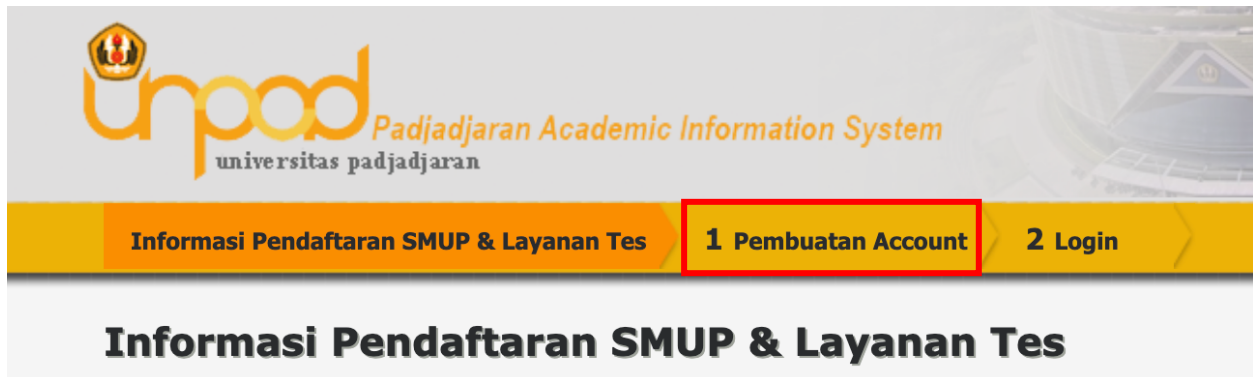 unpad
Padjadjaran Academic Information System
universitas padjadjaran
Informasi Pendaftaran SMUP & Layanan Tes 1 Pembuatan Account 2 Login
Informasi Pendaftaran SMUP & Layanan Tes